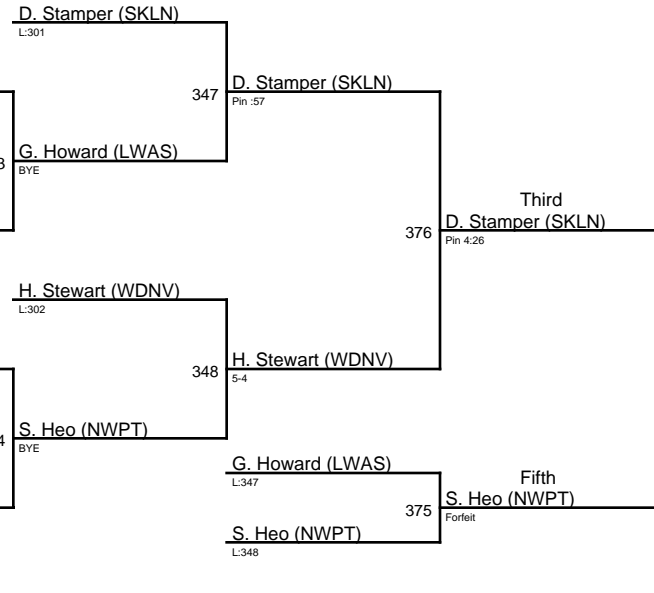 D. Stamper (SKLN)
L:301
347
D. Stamper (SKLN)
Pin :57
G. Howard (LWAS)
BYE
Third
376
D. Stamper (SKLN)
Pin 4:26
H. Stewart (WDNV)
L:302
348
H. Stewart (WDNV)
5-4
S. Heo (NWPT)
BYE
G. Howard (LWAS)
L:347
Fifth
375
S. Heo (NWPT)
Forfeit
S. Heo (NWPT)
L:348